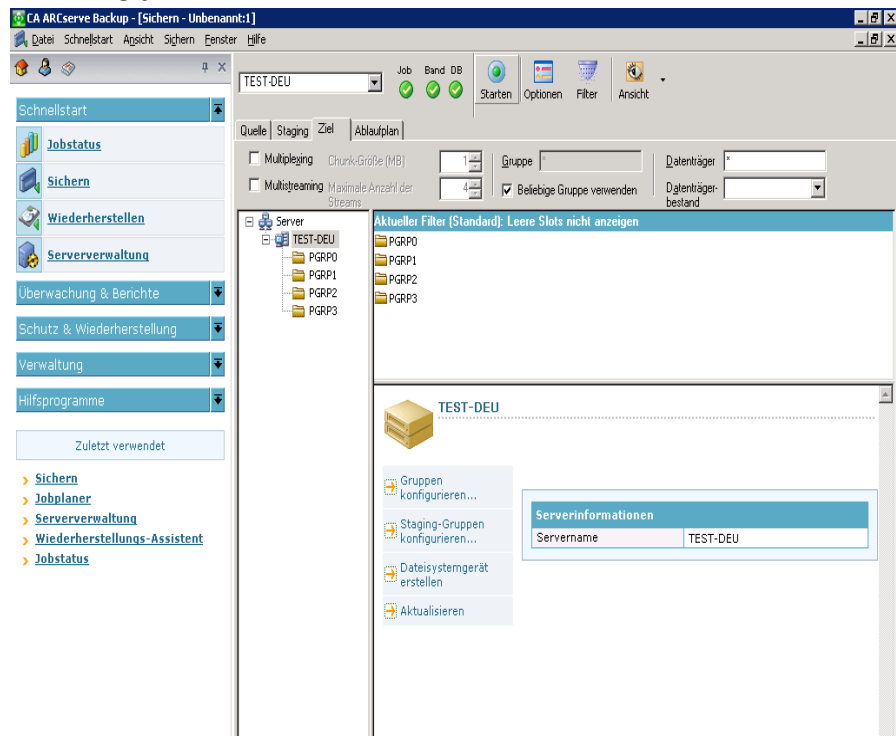 CA ARCserve Backup - [Sichern - Unbenannt:1]
Datei Schnellstart Ansicht Sichern Fenster Hilfe
TEST-DEU
Job Band DB
Starten Optionen Filter Ansicht
Schnellstart
Jobstatus
Sichern
Wiederherstellen
Serververwaltung
Überwachung & Berichte
Schutz & Wiederherstellung
Verwaltung
Hilfsprogramme
Zuletzt verwendet
Sichern
Jobplaner
Serververwaltung
Wiederherstellungs-Assistent
Jobstatus
Quelle Staging Ziel Ablaufplan
Multiplexing Chunk-Größe (MB) 1 Gruppe * Datenträger *
Multistreaming Maximale Anzahl der Streams 4 Beliebige Gruppe verwenden Datenträger-
bestand
Server
TEST-DEU
PGRP0
PGRP1
PGRP2
PGRP3
Aktueller Filter (Standard): Leere Slots nicht anzeigen
PGRP0
PGRP1
PGRP2
PGRP3
TEST-DEU
Gruppen
konfigurieren...
Staging-Gruppen
konfigurieren...
Dateisystemgerät
erstellen
Aktualisieren
Serverinformationen
Servername TEST-DEU